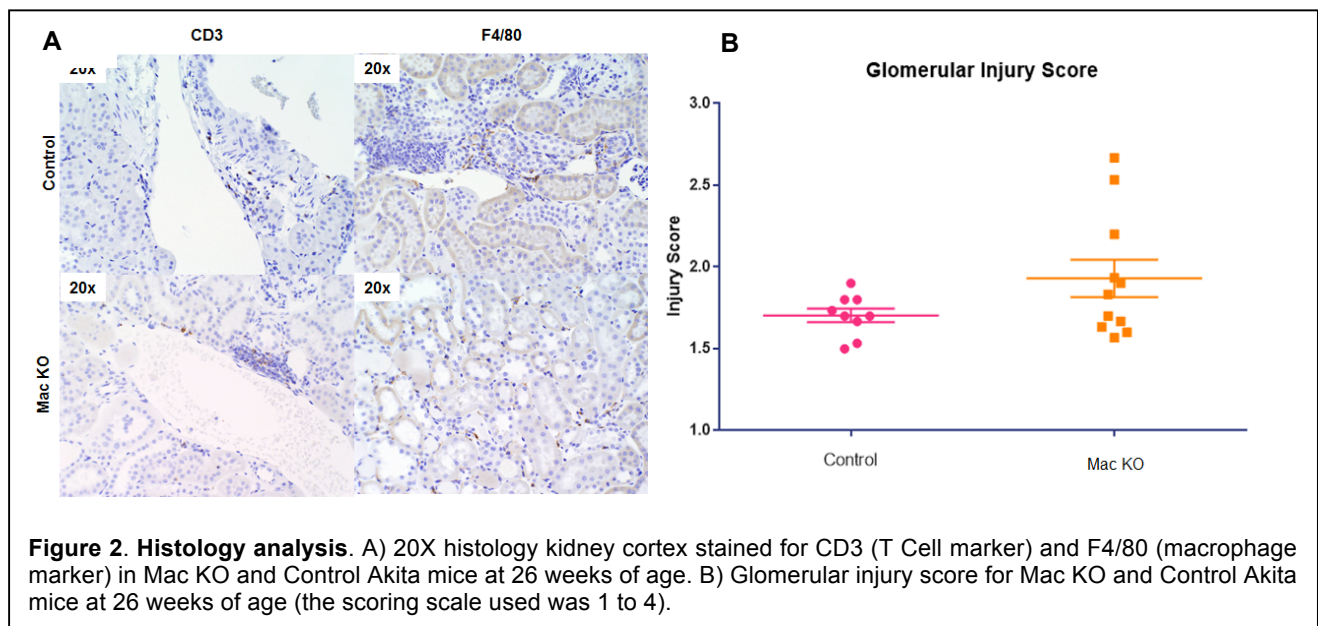 A
CD3
F4/80
B
20x
20x
Control
20x
20x
Mac KO
Glomerular Injury Score
3.0
2.5
2.0
1.5
1.0
Injury Score
Control
Mac KO
Figure 2. Histology analysis. A) 20X histology kidney cortex stained for CD3 (T Cell marker) and F4/80 (macrophage
marker) in Mac KO and Control Akita mice at 26 weeks of age. B) Glomerular injury score for Mac KO and Control Akita
mice at 26 weeks of age (the scoring scale used was 1 to 4).